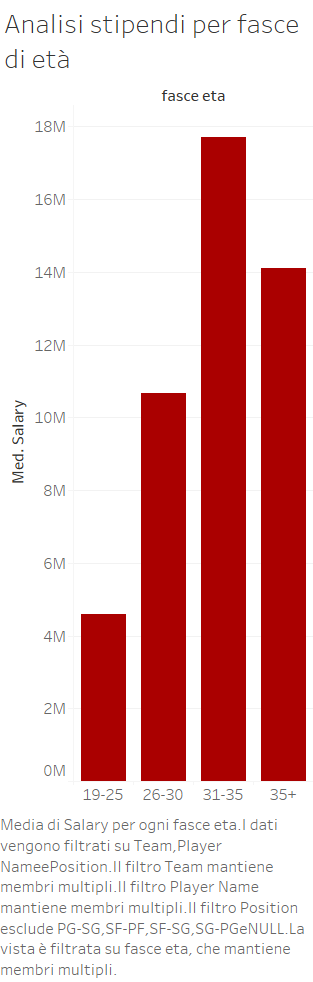 Analisi stipendi per fasce
di età
fasce eta
18M
16M
14M
12M
10M
8M
6M
4M
2M
0M
Med. Salary
19-25
26-30
31-35
35+
Media di Salary per ogni fasce eta.I dati
vengono filtrati su Team,Player
NameePosition.Il filtro Team mantiene
membri multipli.Il filtro Player Name
mantiene membri multipli.Il filtro Position
esclude PG-SG,SF-PF,SF-SG,SG-PGeNULL.La
vista è filtrata su fasce eta, che mantiene
membri multipli.